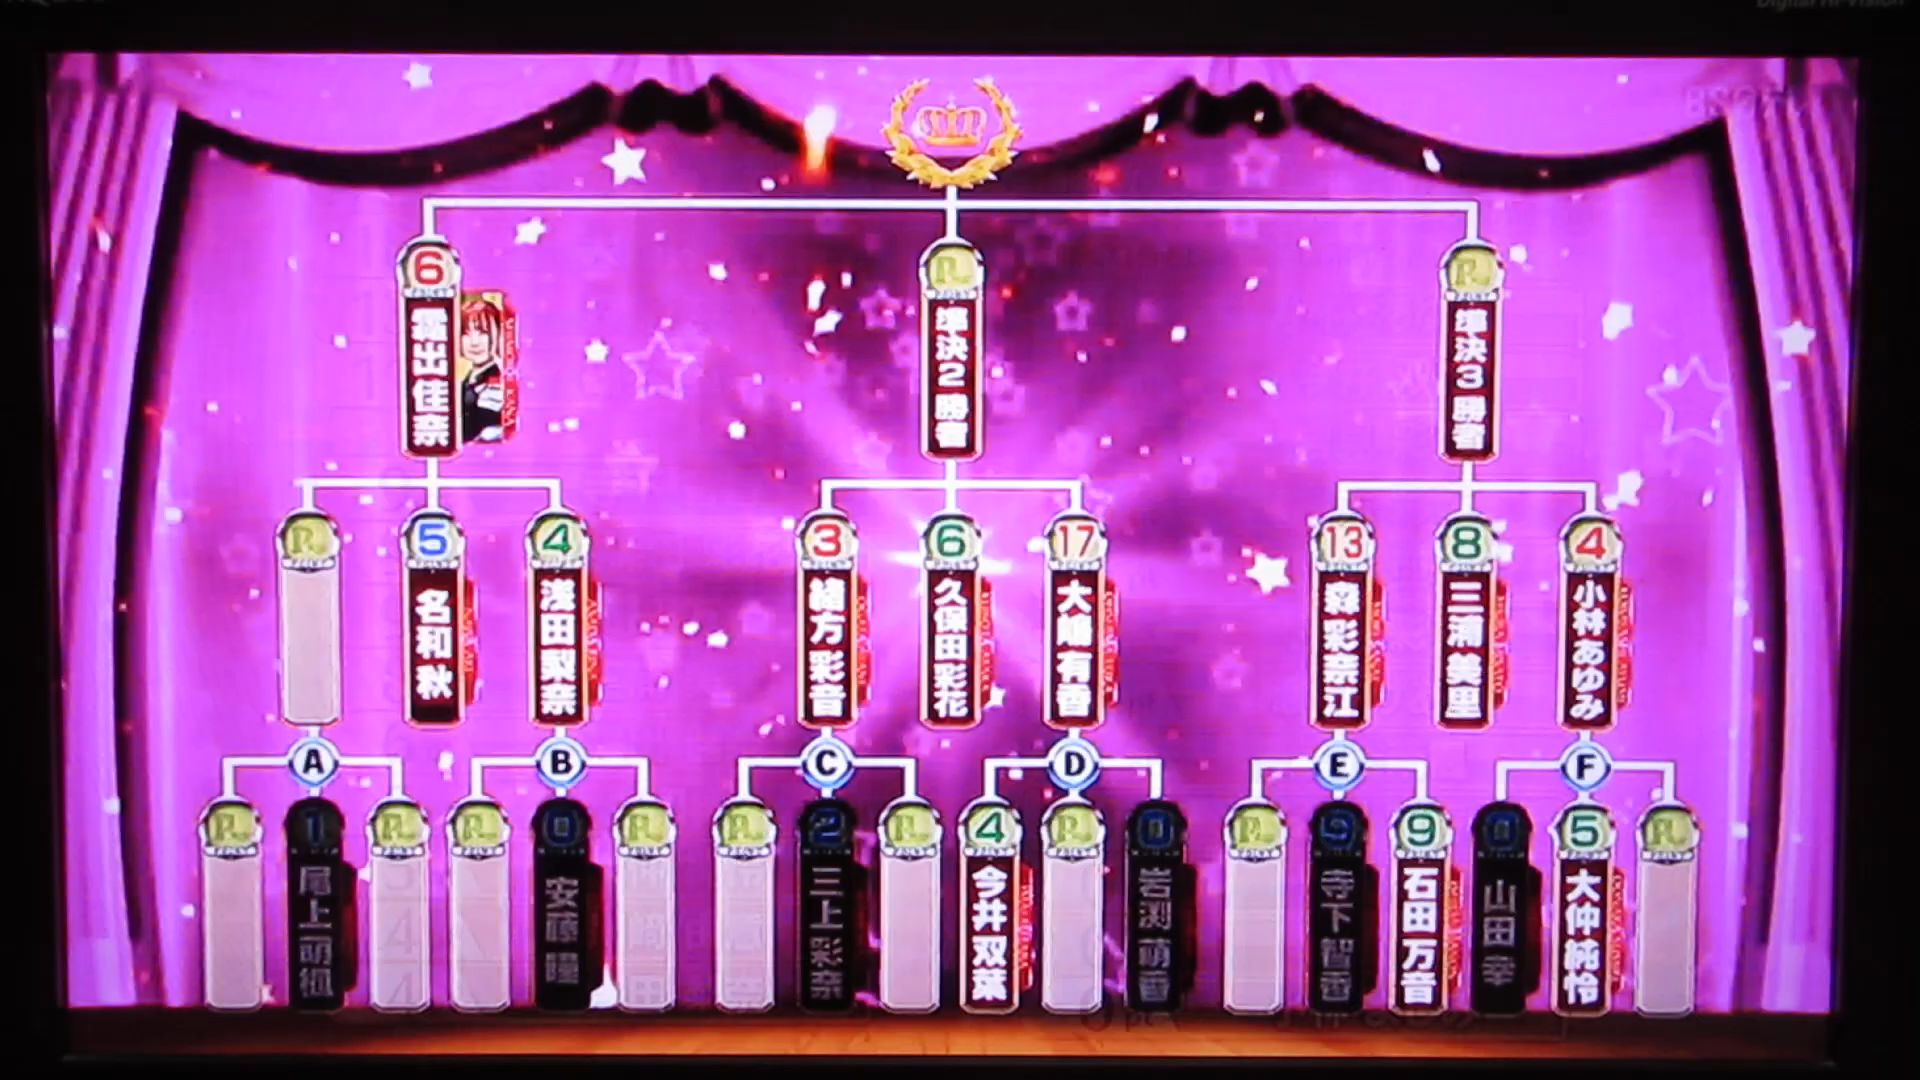 6
霜出佳奈
準決2 勝者
準決3 勝者
5
名和秋
4
浅田梨奈
3
緒方彩音
6
久保田彩花
17
大嶋有香
13
森彩奈江
8
三浦美里
4
小林あゆみ
A
B
C
D
E
F
1
尾上萌楓
0
安藤瞳
2
三上彩奈
4
今井双葉
0
岩渕萌香
9
寺下智香
9
石田万音
0
山田幸
5
大仲純怜